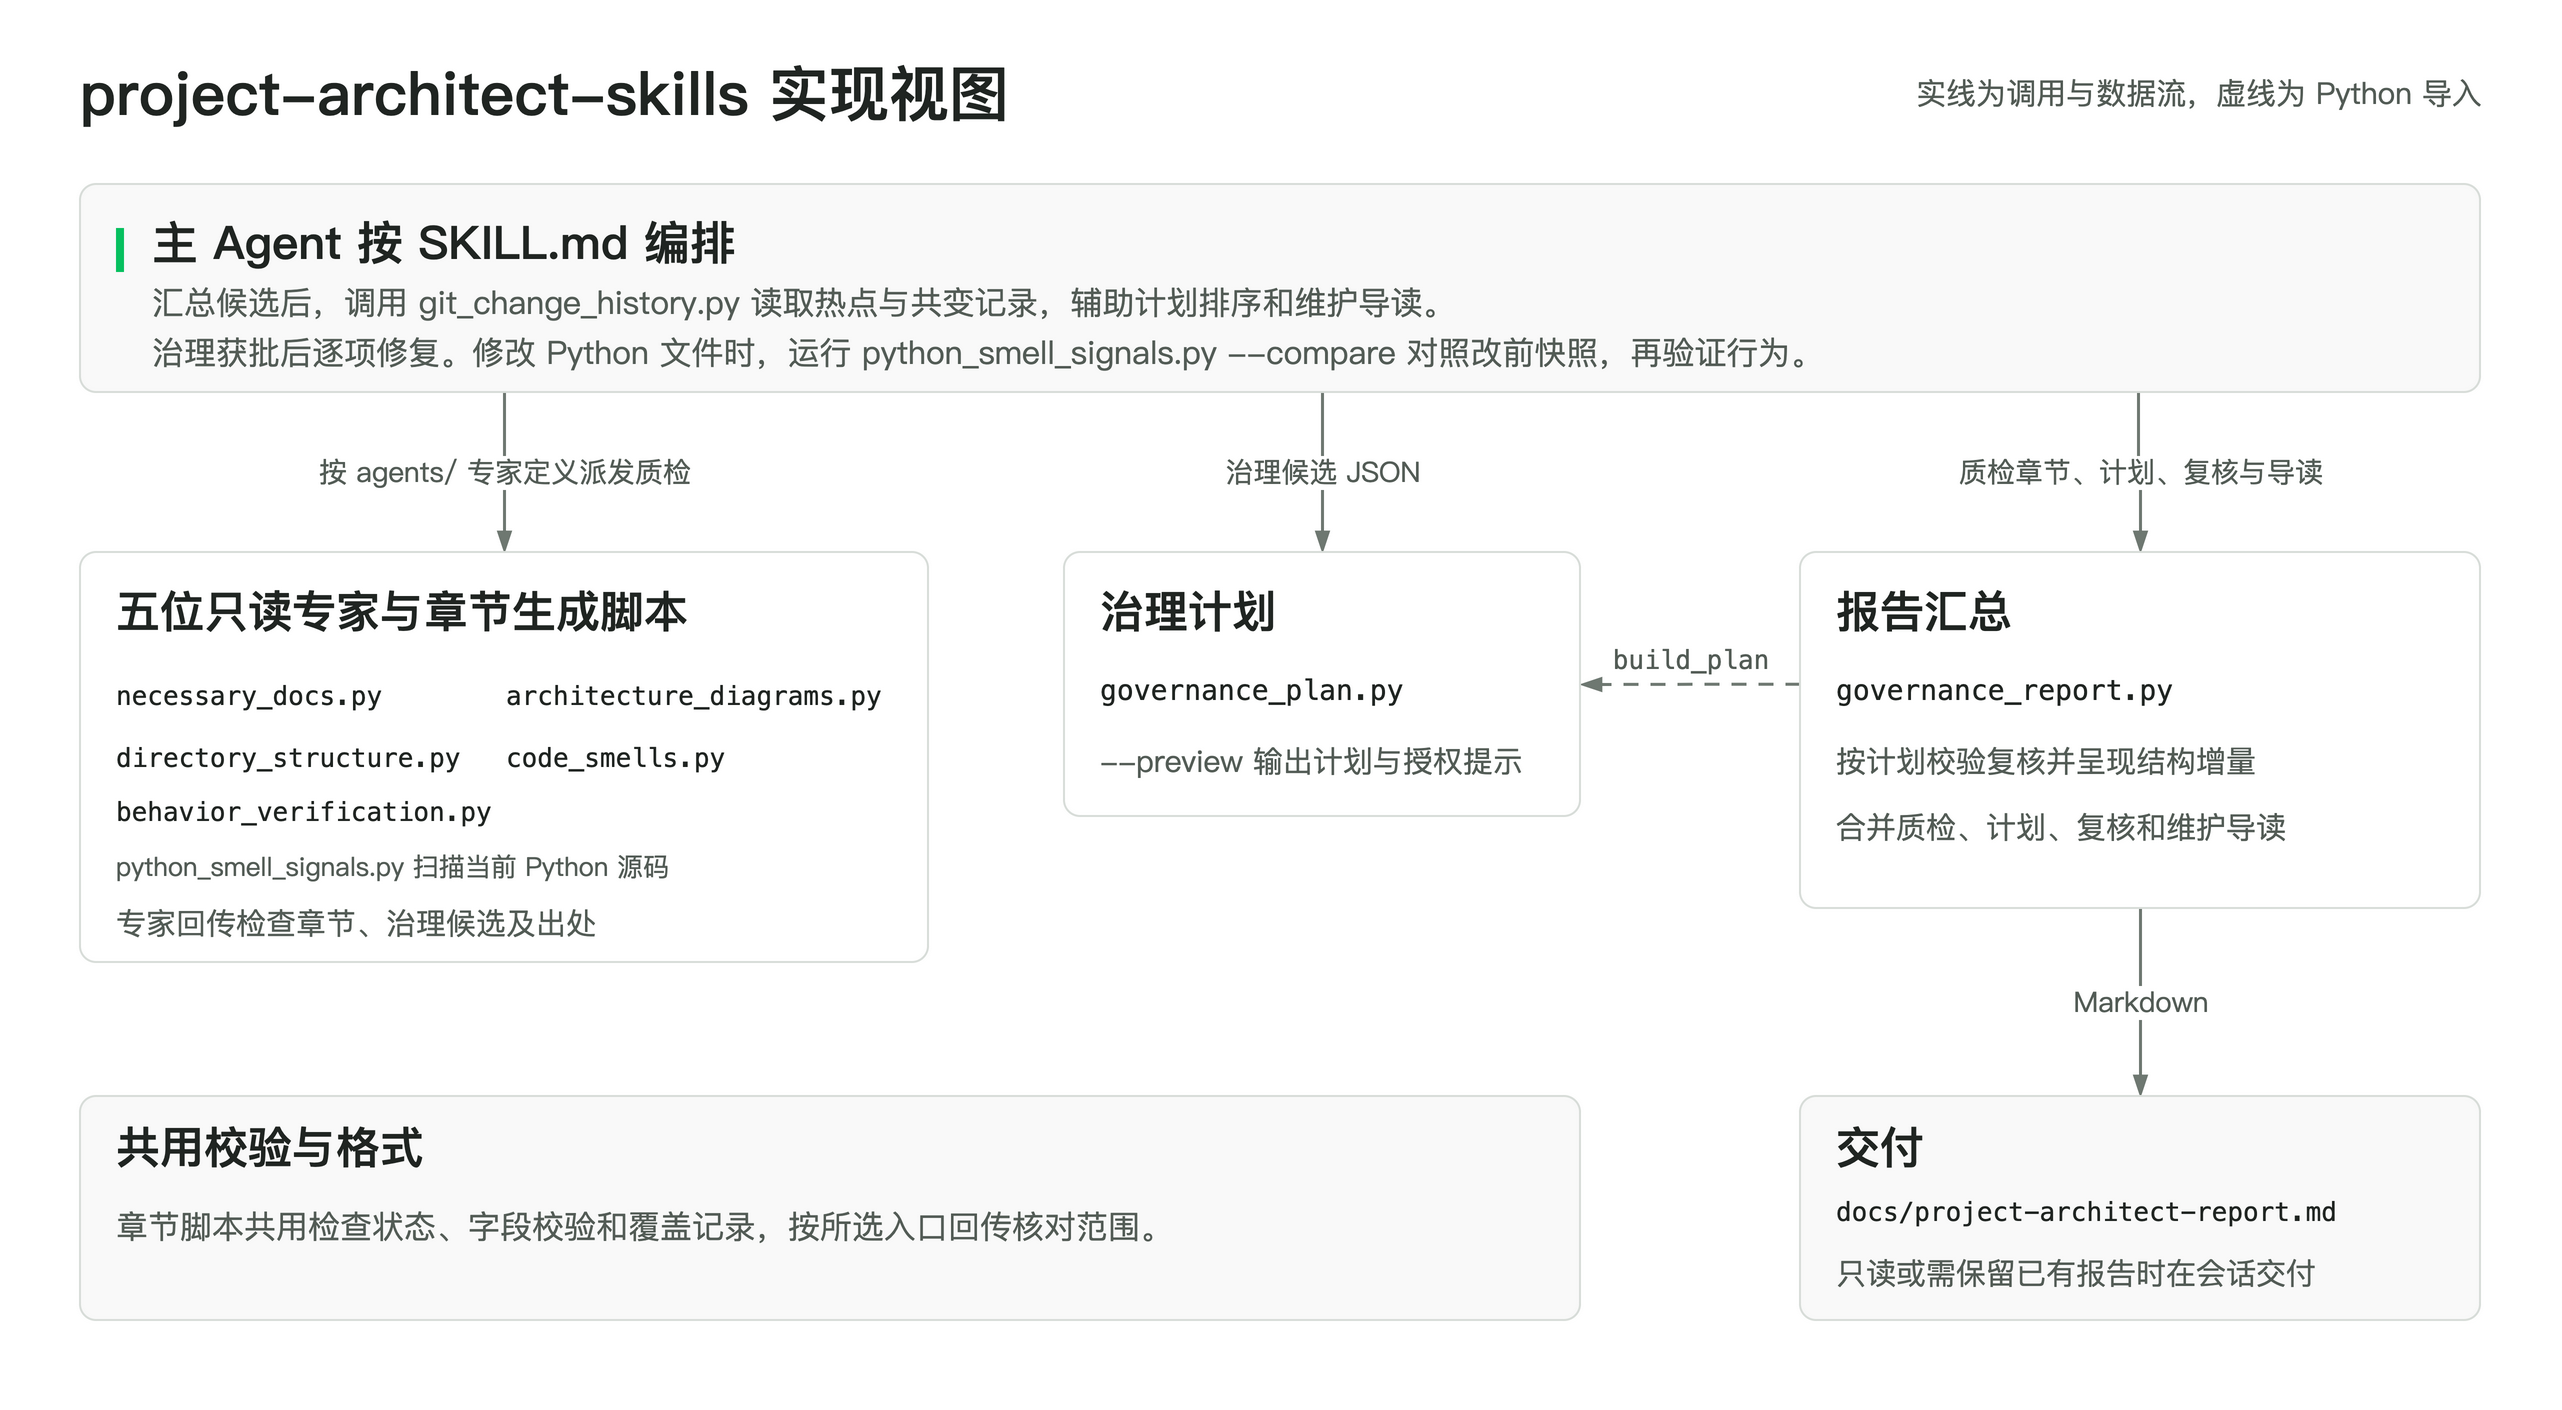 project-architect-skills 实现视图
实线为调用与数据流，虚线为 Python 导入
主 Agent 按 SKILL.md 编排
汇总候选后，调用 git_change_history.py 读取热点与共变记录，辅助计划排序和维护导读。
治理获批后逐项修复。修改 Python 文件时，运行 python_smell_signals.py --compare 对照改前快照，再验证行为。
按 agents/ 专家定义派发质检
治理候选 JSON
质检章节、计划、复核与导读
五位只读专家与章节生成脚本
necessary_docs.py
architecture_diagrams.py
directory_structure.py
code_smells.py
behavior_verification.py
python_smell_signals.py 扫描当前 Python 源码
专家回传检查章节、治理候选及出处
治理计划
governance_plan.py
--preview 输出计划与授权提示
build_plan
报告汇总
governance_report.py
按计划校验复核并呈现结构增量
合并质检、计划、复核和维护导读
Markdown
共用校验与格式
章节脚本共用检查状态、字段校验和覆盖记录，按所选入口回传核对范围。
交付
docs/project-architect-report.md
只读或需保留已有报告时在会话交付